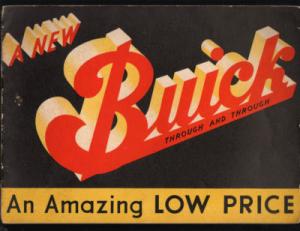 A NEW
Buick
THROUGH AND THROUGH
An Amazing LOW PRICE